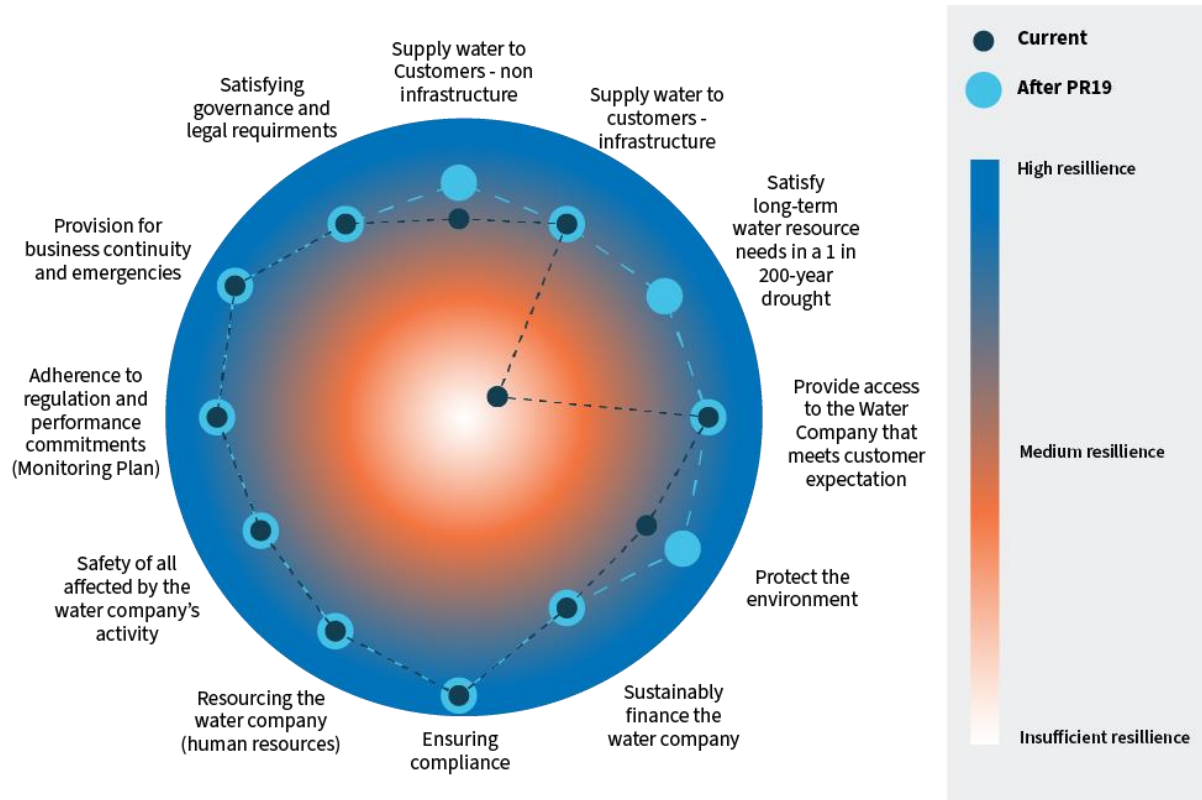 Supply water to
Customers - non
infrastructure
Supply water to
customers -
infrastructure
Satisfy
long-term
water resource
needs in a 1 in
200-year
drought
Provide access
to the Water
Company that
meets customer
expectation
Protect the
environment
Sustainably
finance the
water company
Ensuring
compliance
Resourcing the
water company
(human resources)
Safety of all
affected by the
water company’s
activity
Adherence to
regulation and
performance
commitments
(Monitoring Plan)
Provision for
business continuity
and emergencies
Satisfying
governance and
legal requirments
Current
After PR19
High resillience
Medium resillience
Insufficient resillience